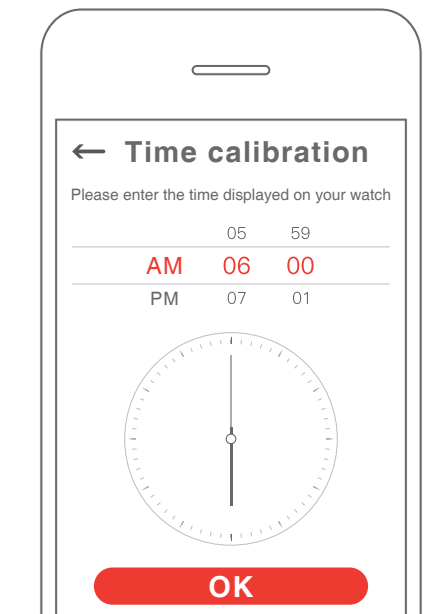 ← Time calibration
Please enter the time displayed on your watch
05 59
AM 06 00
PM 07 01
OK